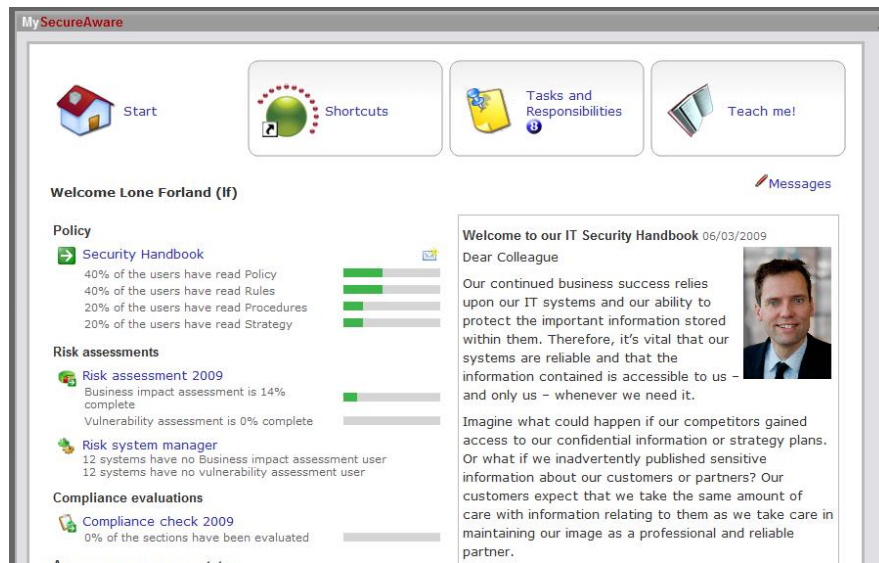 MySecureAware
Start
Shortcuts
Tasks and
Responsibilities
8
Teach me!
Messages
Welcome Lone Forland (lf)
Policy
Security Handbook
40% of the users have read Policy
40% of the users have read Rules
20% of the users have read Procedures
20% of the users have read Strategy
Risk assessments
Risk assessment 2009
Business impact assessment is 14%
complete
Vulnerability assessment is 0% complete
Risk system manager
12 systems have no Business impact assessment user
12 systems have no vulnerability assessment user
Compliance evaluations
Compliance check 2009
0% of the sections have been evaluated
Welcome to our IT Security Handbook 06/03/2009
Dear Colleague
Our continued business success relies
upon our IT systems and our ability to
protect the important information stored
within them. Therefore, it's vital that our
systems are reliable and that the
information contained is accessible to us –
and only us – whenever we need it.
Imagine what could happen if our competitors gained
access to our confidential information or strategy plans.
Or what if we inadvertently published sensitive
information about our customers or partners? Our
customers expect that we take the same amount of
care with information relating to them as we take care in
maintaining our image as a professional and reliable
partner.